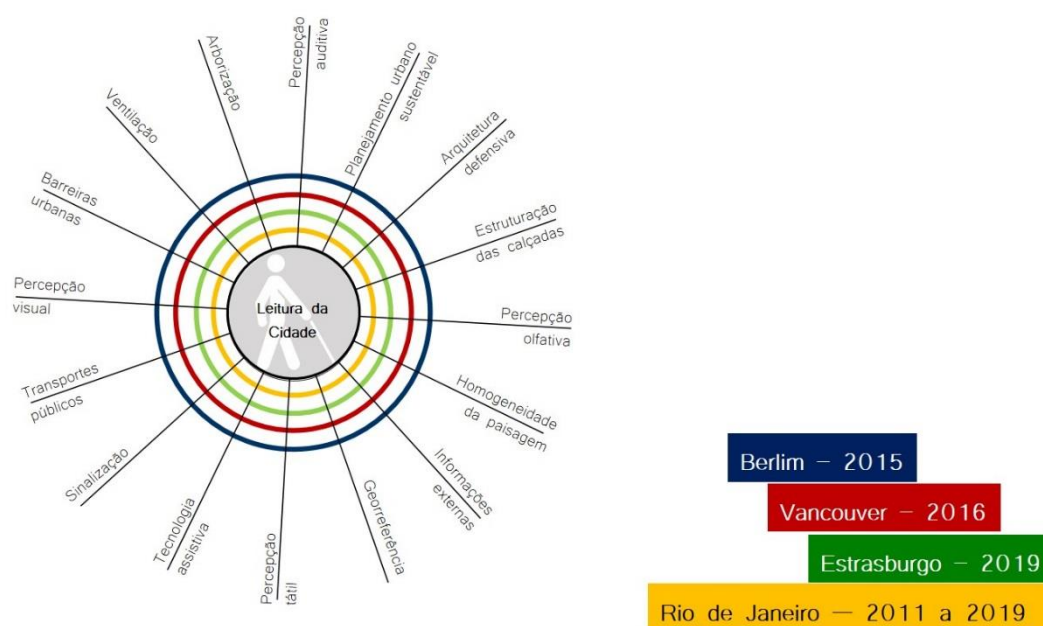 Leitura da
Cidade
Percepção
auditiva
Planejamento urbano
sustentável
Arquitetura
defensiva
Estruturação
das calçadas
Percepção
olfativa
Homogeneidade
da paisagem
Informações
externas
Georreferência
Percepção
tátil
Tecnologia
assistiva
Sinalização
Transportes
públicos
Percepção
visual
Barreiras
urbanas
Ventilação
Arborização
Berlim – 2015
Vancouver – 2016
Estrasburgo – 2019
Rio de Janeiro — 2011 a 2019